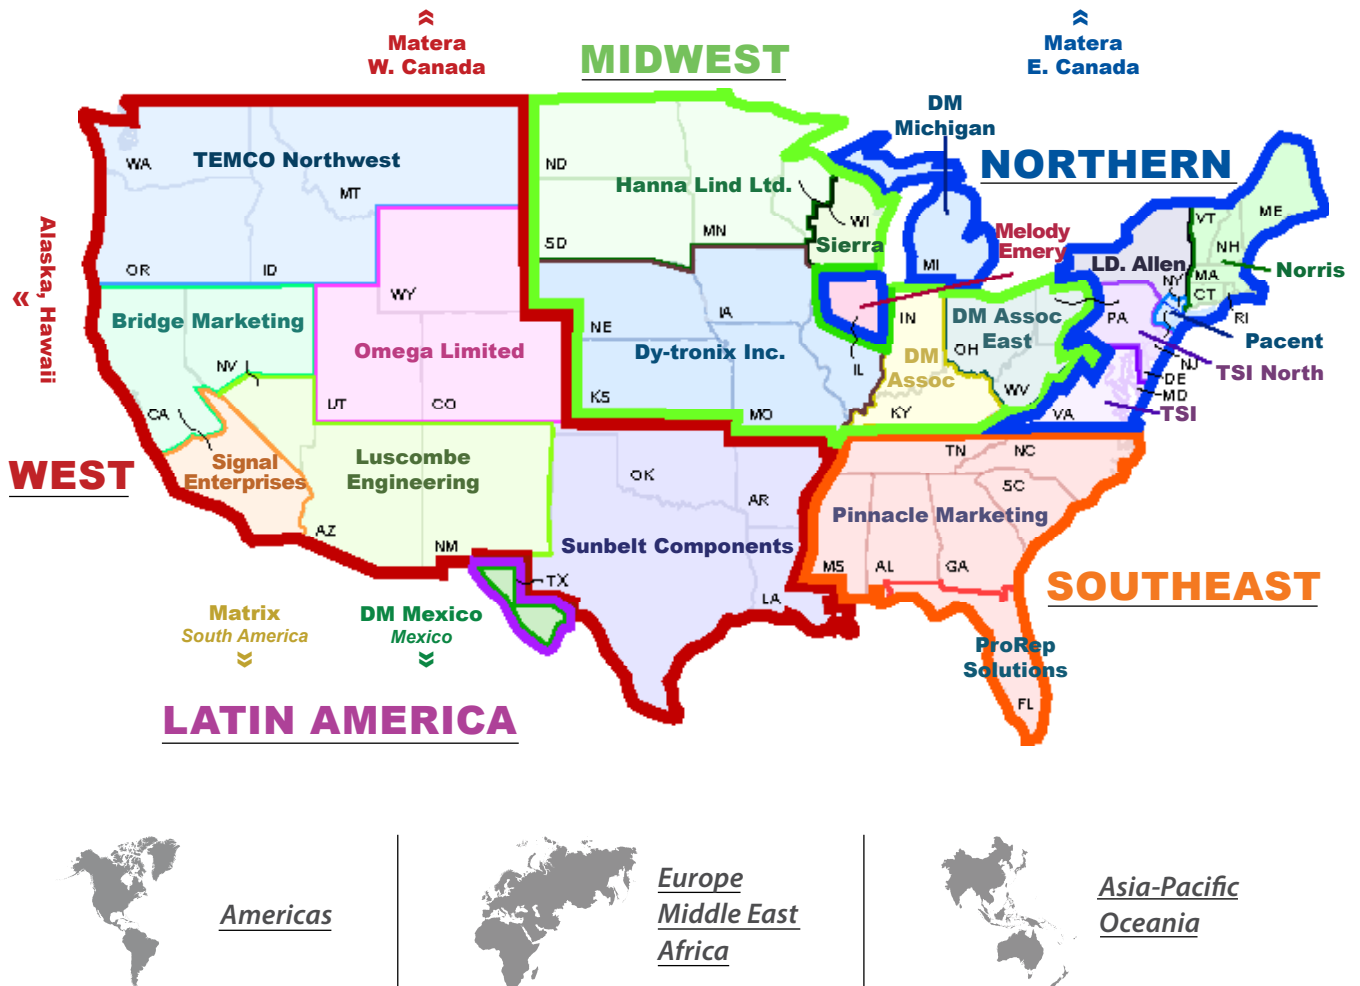 Matera
W. Canada
Matera
E. Canada
MIDWEST
DM
Michigan
NORTHERN
WA
TEMCO Northwest
MT
ND
Hanna Lind Ltd.
WI
VT
ME
Alaska, Hawaii
OR
ID
SD
MN
Sierra
Melody
Emery
MI
LD. Allen
NH
MA
NY
CT
Norris
RI
WY
Bridge Marketing
Omega Limited
NV
CA
UT
CO
NE
IA
Dy-tronix Inc.
KS
MO
IL
IN
DM
Assoc
KY
DM Assoc
East
OH
WV
PA
Pacent
NJ
TSI North
DE
MD
TSI
VA
WEST
Signal
Enterprises
Luscombe
Engineering
AZ
NM
OK
AR
Sunbelt Components
TX
LA
TN
NC
SC
Pinnacle Marketing
MS
AL
GA
SOUTHEAST
ProRep
Solutions
FL
Matrix
South America
DM Mexico
Mexico
LATIN AMERICA
Americas
Europe
Middle East
Africa
Asia-Pacific
Oceania